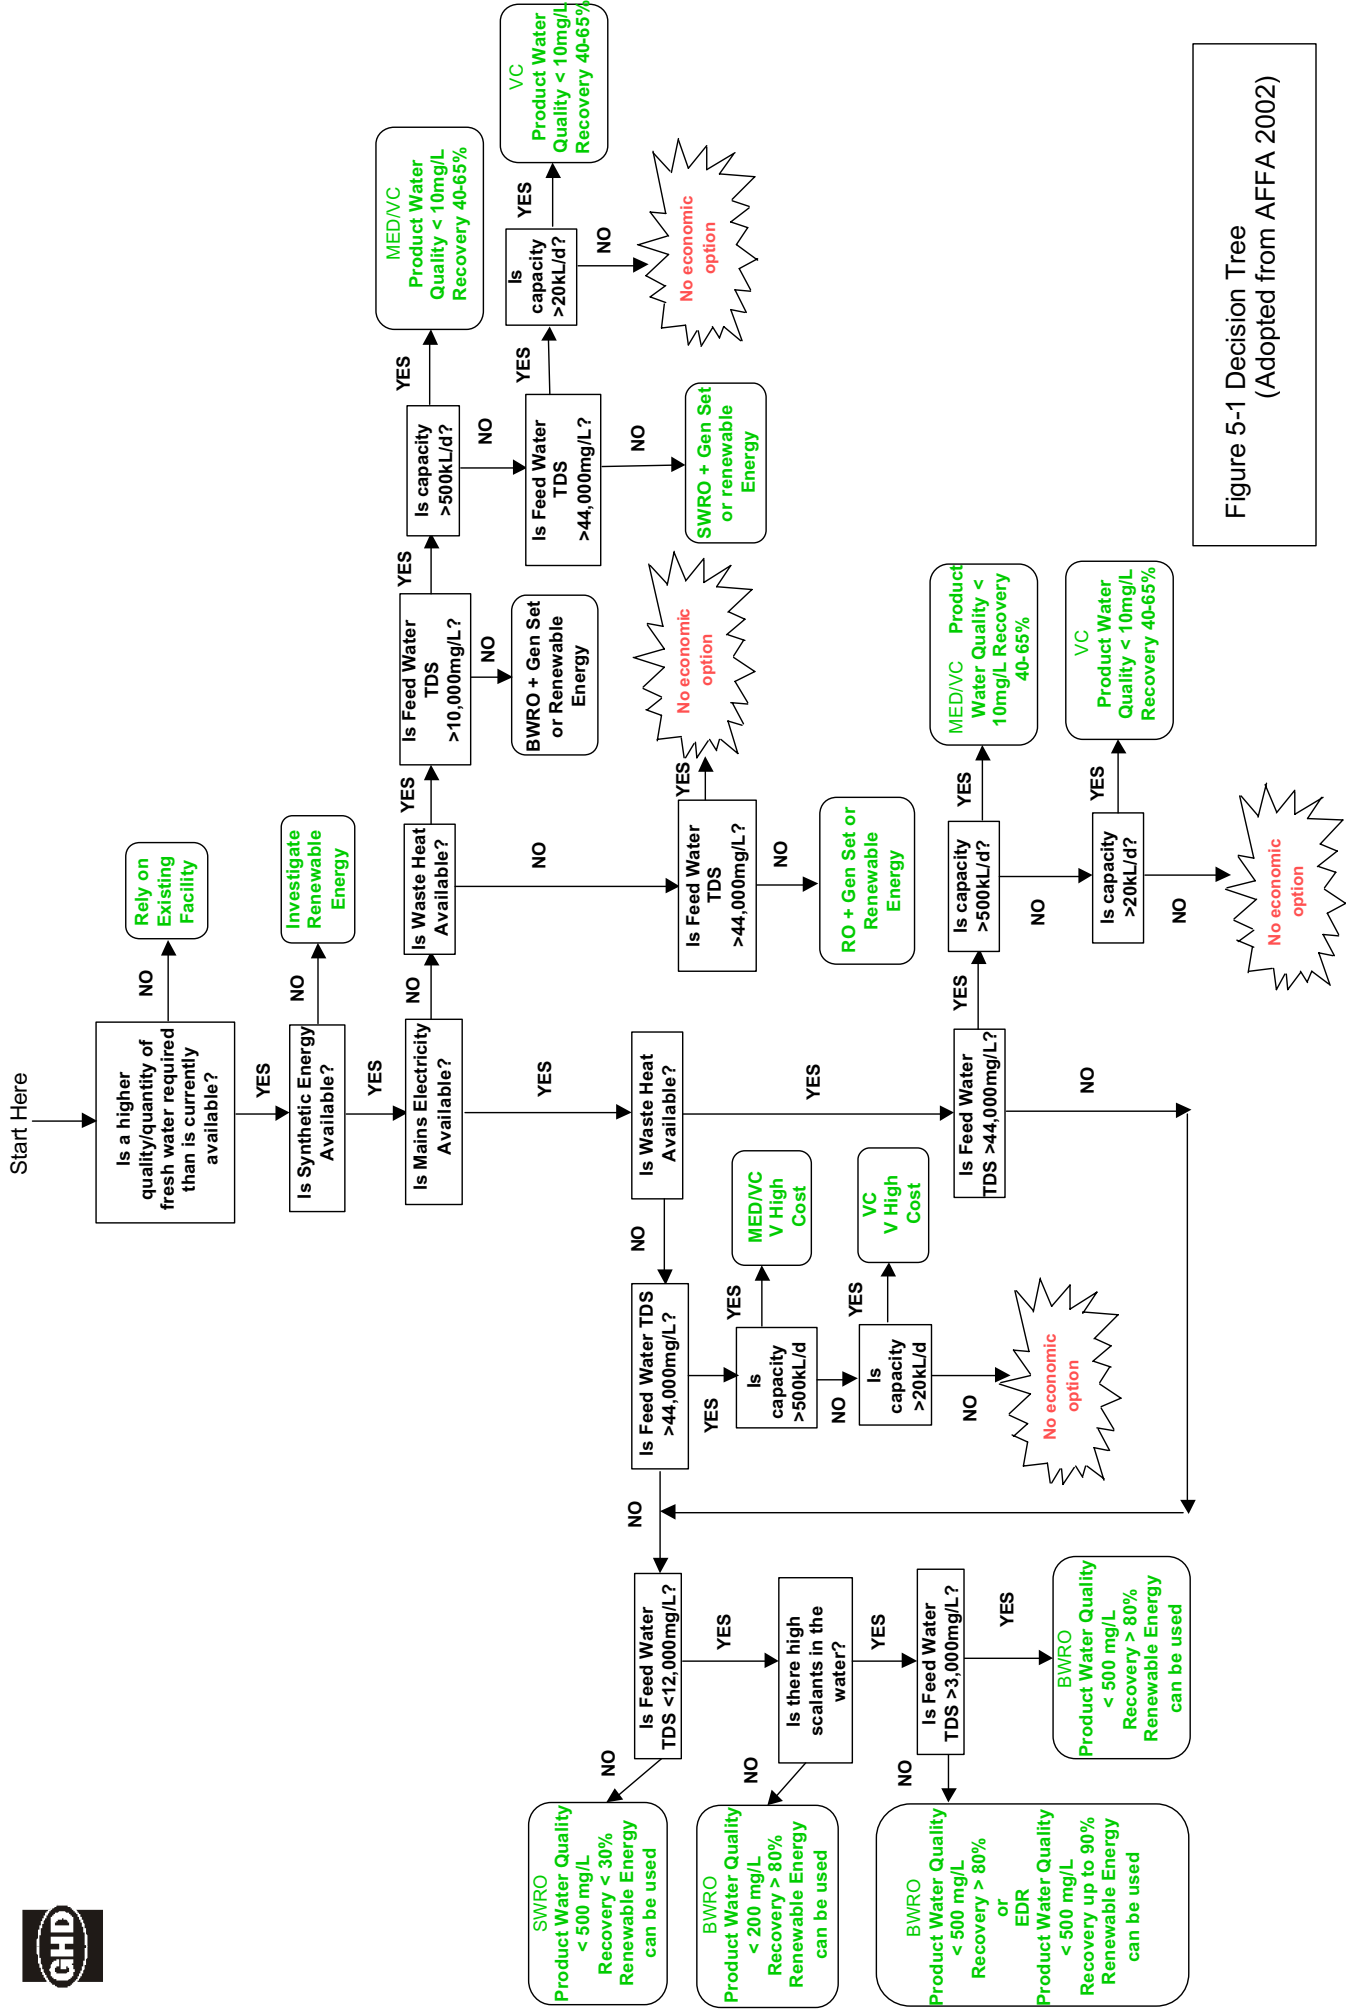 GHD
Start Here
Is a higher
quality/quantity of
fresh water required
than is currently
available?
NO
Rely on
Existing
Facility
YES
Is Synthetic Energy
Available?
NO
Investigate
Renewable
Energy
YES
Is Mains Electricity
Available?
NO
Is Waste Heat
Available?
YES
Is Feed Water
TDS
>10,000mg/L?
YES
Is capacity
>500kL/d?
YES
MED/VC
Product Water
Quality < 10mg/L
Recovery 40-65%
NO
Is Feed Water
TDS
>44,000mg/L?
YES
Is
capacity
>20kL/d?
YES
VC
Product Water
Quality < 10mg/L
Recovery 40-65%
NO
No economic
option
NO
SWRO + Gen Set
or renewable
Energy
NO
BWRO + Gen Set
or Renewable
Energy
NO
Is Feed Water
TDS
>44,000mg/L?
YES
No economic
option
NO
RO + Gen Set or
Renewable
Energy
YES
Is Waste Heat
Available?
YES
Is Feed Water
TDS >44,000mg/L?
YES
Is capacity
>500kL/d?
YES
MED/VC Product
Water Quality <
10mg/L Recovery
40-65%
NO
Is capacity
>20kL/d?
YES
VC
Product Water
Quality < 10mg/L
Recovery 40-65%
NO
No economic
option
NO
NO
Is Feed Water TDS
>44,000mg/L?
YES
Is
capacity
>500kL/d
YES
MED/VC
V High
Cost
NO
Is
capacity
>20kL/d
YES
VC
V High
Cost
NO
No economic
option
NO
Is Feed Water
TDS <12,000mg/L?
NO
SWRO
Product Water Quality
< 500 mg/L
Recovery < 30%
Renewable Energy
can be used
YES
Is there high
scalants in the
water?
NO
BWRO
Product Water Quality
< 200 mg/L
Recovery > 80%
Renewable Energy
can be used
YES
Is Feed Water
TDS >3,000mg/L?
NO
BWRO
Product Water Quality
< 500 mg/L
Recovery > 80%
or
EDR
Product Water Quality
< 500 mg/L
Recovery up to 90%
Renewable Energy
can be used
YES
BWRO
Product Water Quality
< 500 mg/L
Recovery > 80%
Renewable Energy
can be used
Figure 5-1 Decision Tree
(Adopted from AFFA 2002)